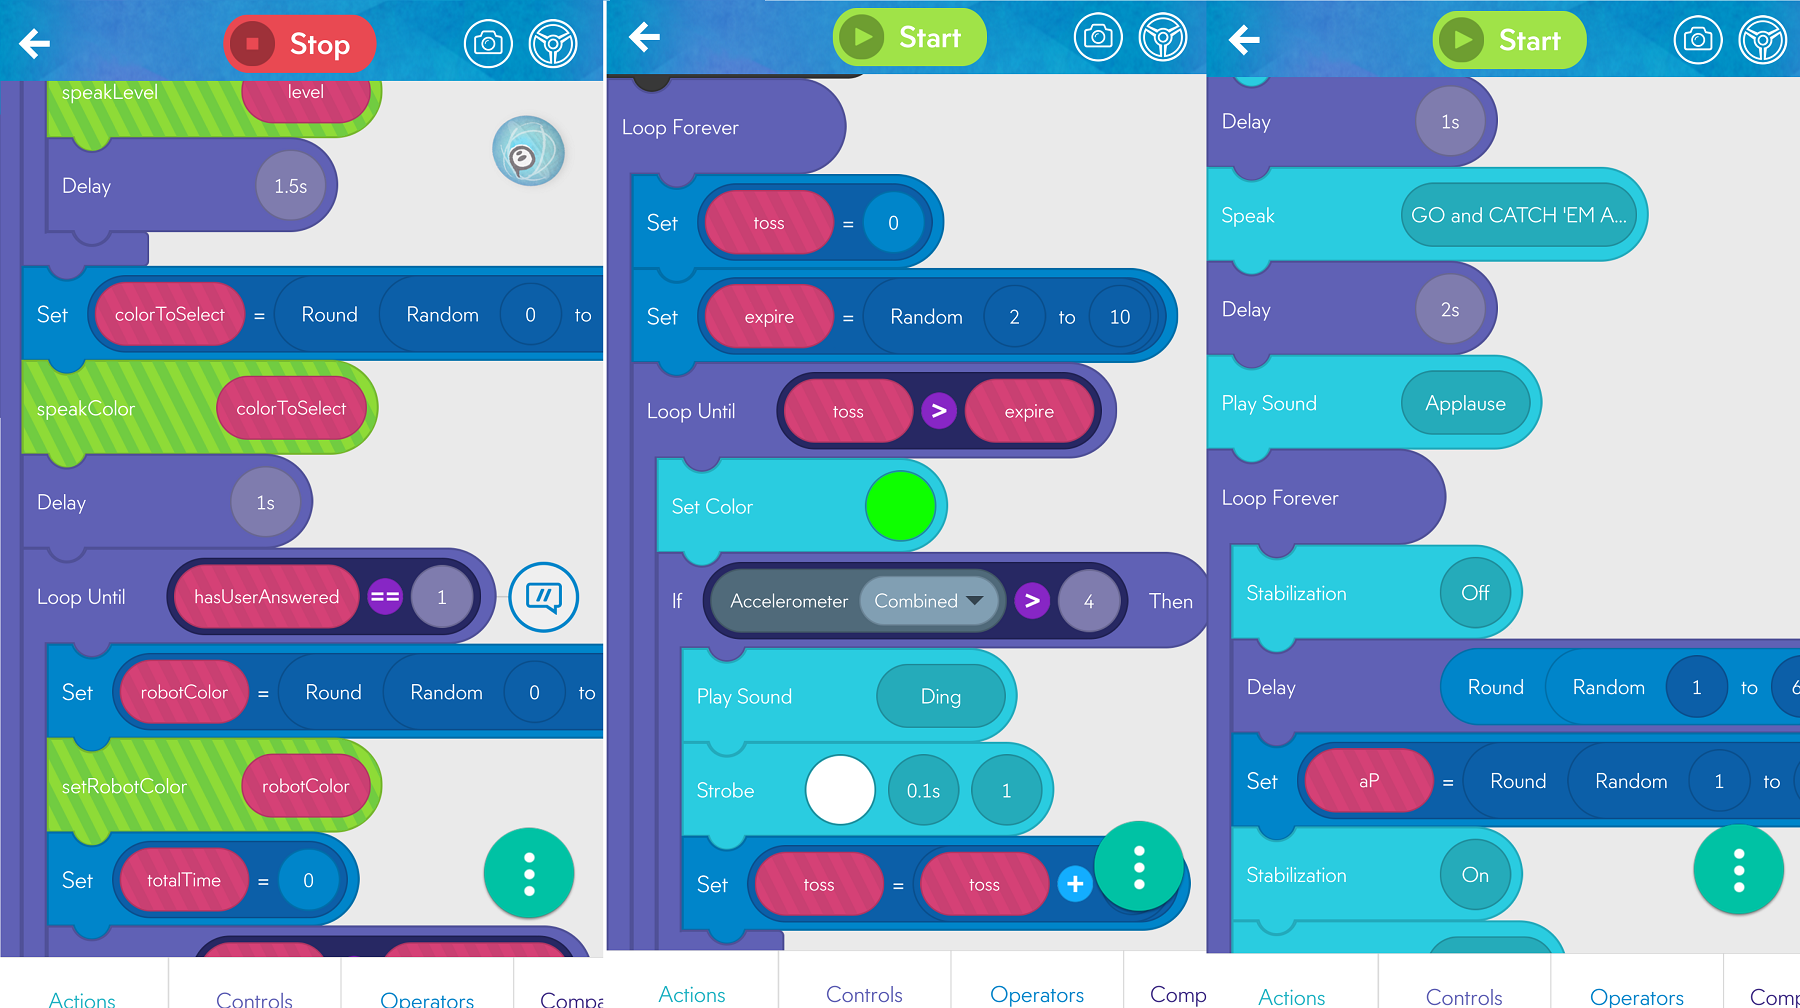 Stop
speakLevel level
Delay 1.5s
Set colorToSelect = Round Random 0 to
speakColor colorToSelect
Delay 1s
Loop Until hasUserAnswered == 1 //
Set robotColor = Round Random 0 to
setRobotColor robotColor
Set totalTime = 0
Actions Controls Operators Compa
Start
Loop Forever
Set toss = 0
Set expire = Random 2 to 10
Loop Until toss > expire
Set Color
If Accelerometer Combined > 4 Then
Play Sound Ding
Strobe 0.1s 1
Set toss = toss +
Actions Controls Operators Comp
Start
Delay 1s
Speak GO and CATCH 'EM A...
Delay 2s
Play Sound Applause
Loop Forever
Stabilization Off
Delay Round Random 1 to 6
Set aP = Round Random 1 to
Stabilization On
Actions Controls Operators Comp